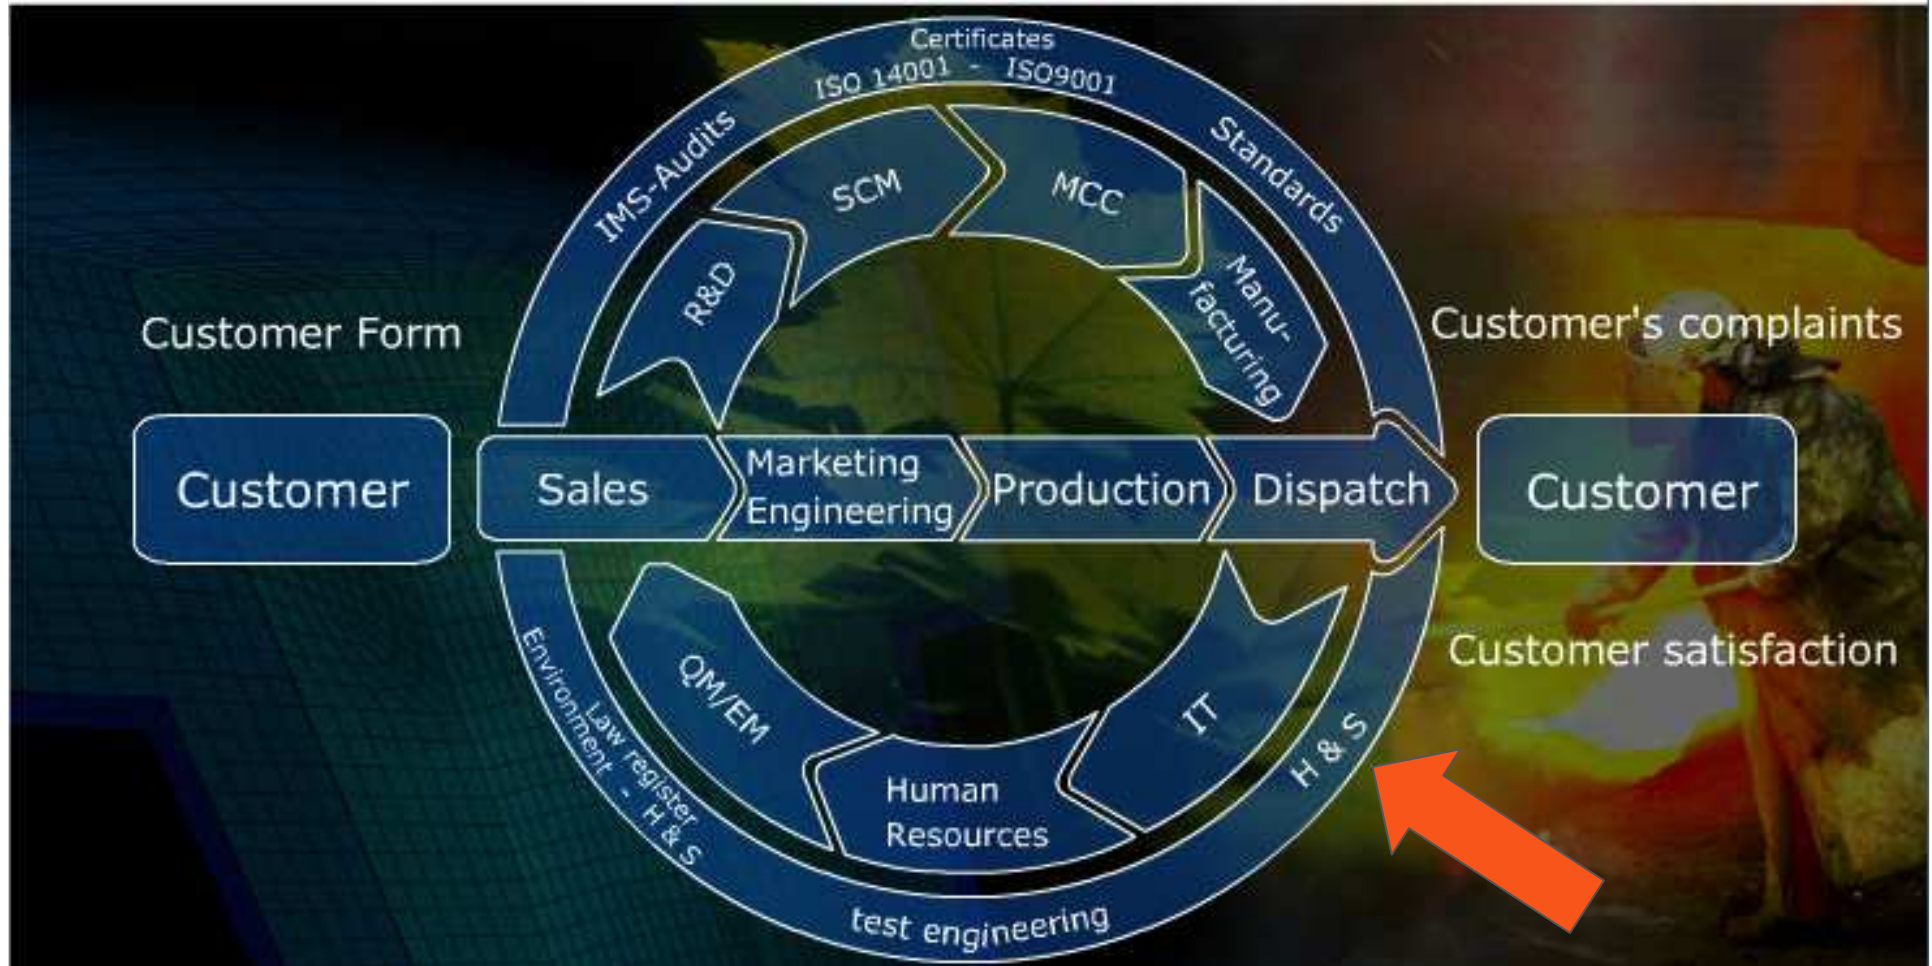 Certificates
ISO 14001 - ISO9001
IMS-Audits
Standards
SCM
MCC
R&D
Manu-
facturing
Customer Form
Customer's complaints
Customer
Sales
Marketing
Engineering
Production
Dispatch
Customer
Customer satisfaction
QM/EM
IT
Human
Resources
Law register
Environment - H & S
H & S
test engineering